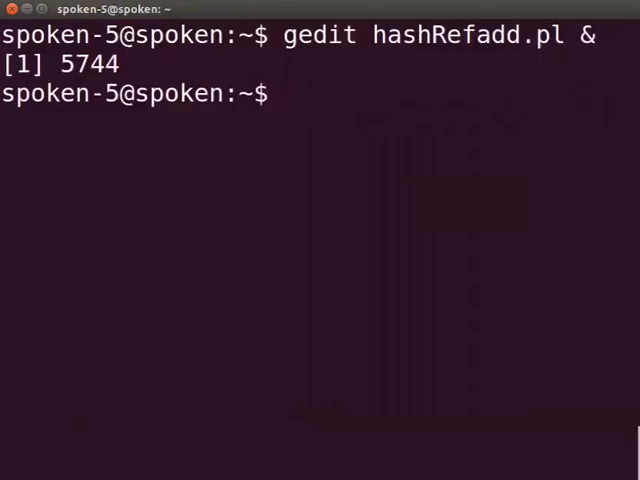 spoken-5@spoken: ~
spoken-5@spoken:~$ gedit hashRefadd.pl &
[1] 5744
spoken-5@spoken:~$